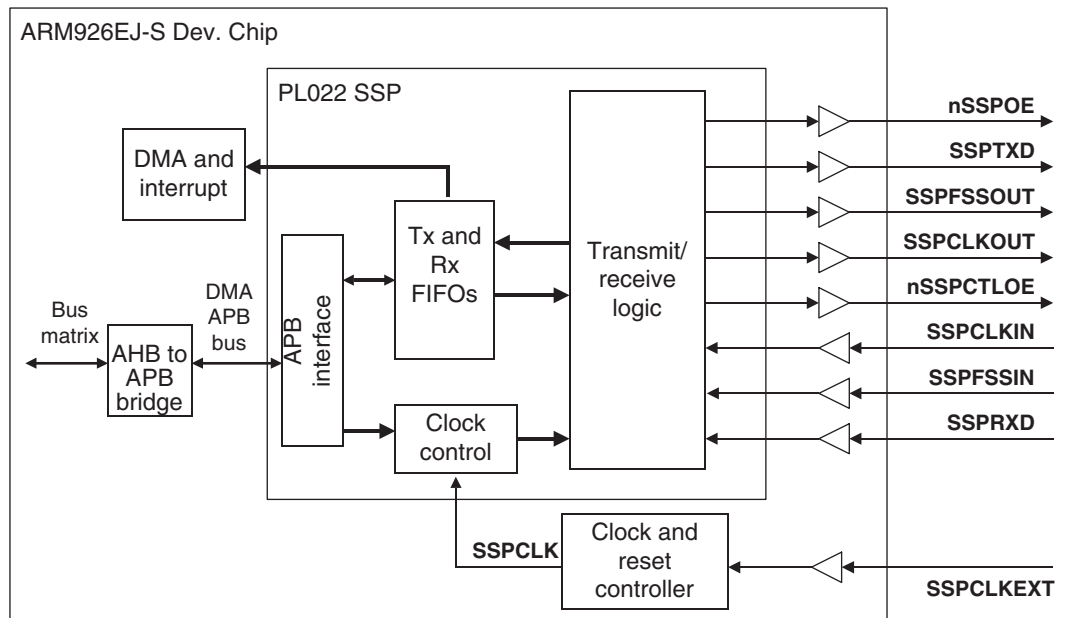 ARM926EJ-S Dev. Chip
PL022 SSP
DMA and
interrupt
Tx and
Rx
FIFOs
Transmit/
receive
logic
nSSPOE
SSPTXD
SSPFSSOUT
SSPCLKOUT
nSSPCTLOE
SSPCLKIN
SSPFSSIN
SSPRXD
Bus
matrix
AHB to
APB
bridge
DMA
APB
bus
APB
interface
Clock
control
SSPCLK
Clock and
reset
controller
SSPCLKEXT